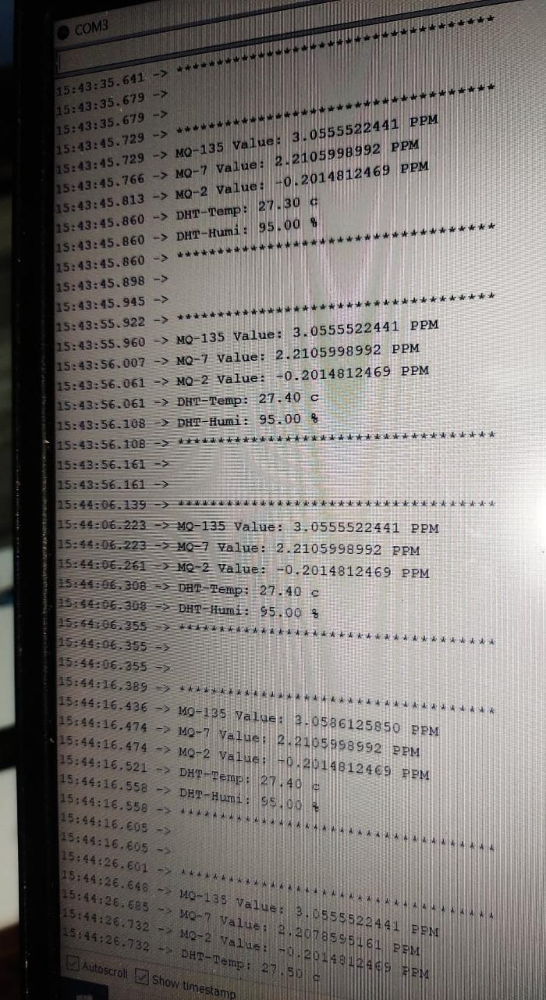 COM3
15:43:35.641 -> ********************************
15:43:35.679 ->
15:43:35.679 ->
15:43:45.729 -> ********************************
15:43:45.729 -> MQ-135 Value: 3.0555522441 PPM
15:43:45.766 -> MQ-7 Value: 2.2105998992 PPM
15:43:45.813 -> MQ-2 Value: -0.2014812469 PPM
15:43:45.860 -> DHT-Temp: 27.30 c
15:43:45.860 -> DHT-Humi: 95.00 %
15:43:45.860 -> ********************************
15:43:45.898 ->
15:43:45.945 ->
15:43:55.922 -> ********************************
15:43:55.960 -> MQ-135 Value: 3.0555522441 PPM
15:43:56.007 -> MQ-7 Value: 2.2105998992 PPM
15:43:56.061 -> MQ-2 Value: -0.2014812469 PPM
15:43:56.061 -> DHT-Temp: 27.40 c
15:43:56.108 -> DHT-Humi: 95.00 %
15:43:56.108 -> ********************************
15:43:56.161 ->
15:43:56.161 ->
15:44:06.139 -> ********************************
15:44:06.223 -> MQ-135 Value: 3.0555522441 PPM
15:44:06.223 -> MQ-7 Value: 2.2105998992 PPM
15:44:06.261 -> MQ-2 Value: -0.2014812469 PPM
15:44:06.308 -> DHT-Temp: 27.40 c
15:44:06.308 -> DHT-Humi: 95.00 %
15:44:06.355 -> ********************************
15:44:06.355 ->
15:44:06.355 ->
15:44:16.389 -> ********************************
15:44:16.436 -> MQ-135 Value: 3.0586125850 PPM
15:44:16.474 -> MQ-7 Value: 2.2105998992 PPM
15:44:16.474 -> MQ-2 Value: -0.2014812469 PPM
15:44:16.521 -> DHT-Temp: 27.40 c
15:44:16.558 -> DHT-Humi: 95.00 %
15:44:16.558 -> ********************************
15:44:16.605 ->
15:44:16.605 ->
15:44:26.601 -> ********************************
15:44:26.648 -> MQ-135 Value: 3.0555522441 PPM
15:44:26.685 -> MQ-7 Value: 2.2078595161 PPM
15:44:26.732 -> MQ-2 Value: -0.2014812469 PPM
15:44:26.732 -> DHT-Temp: 27.50 c
Autoscroll Show timestamp